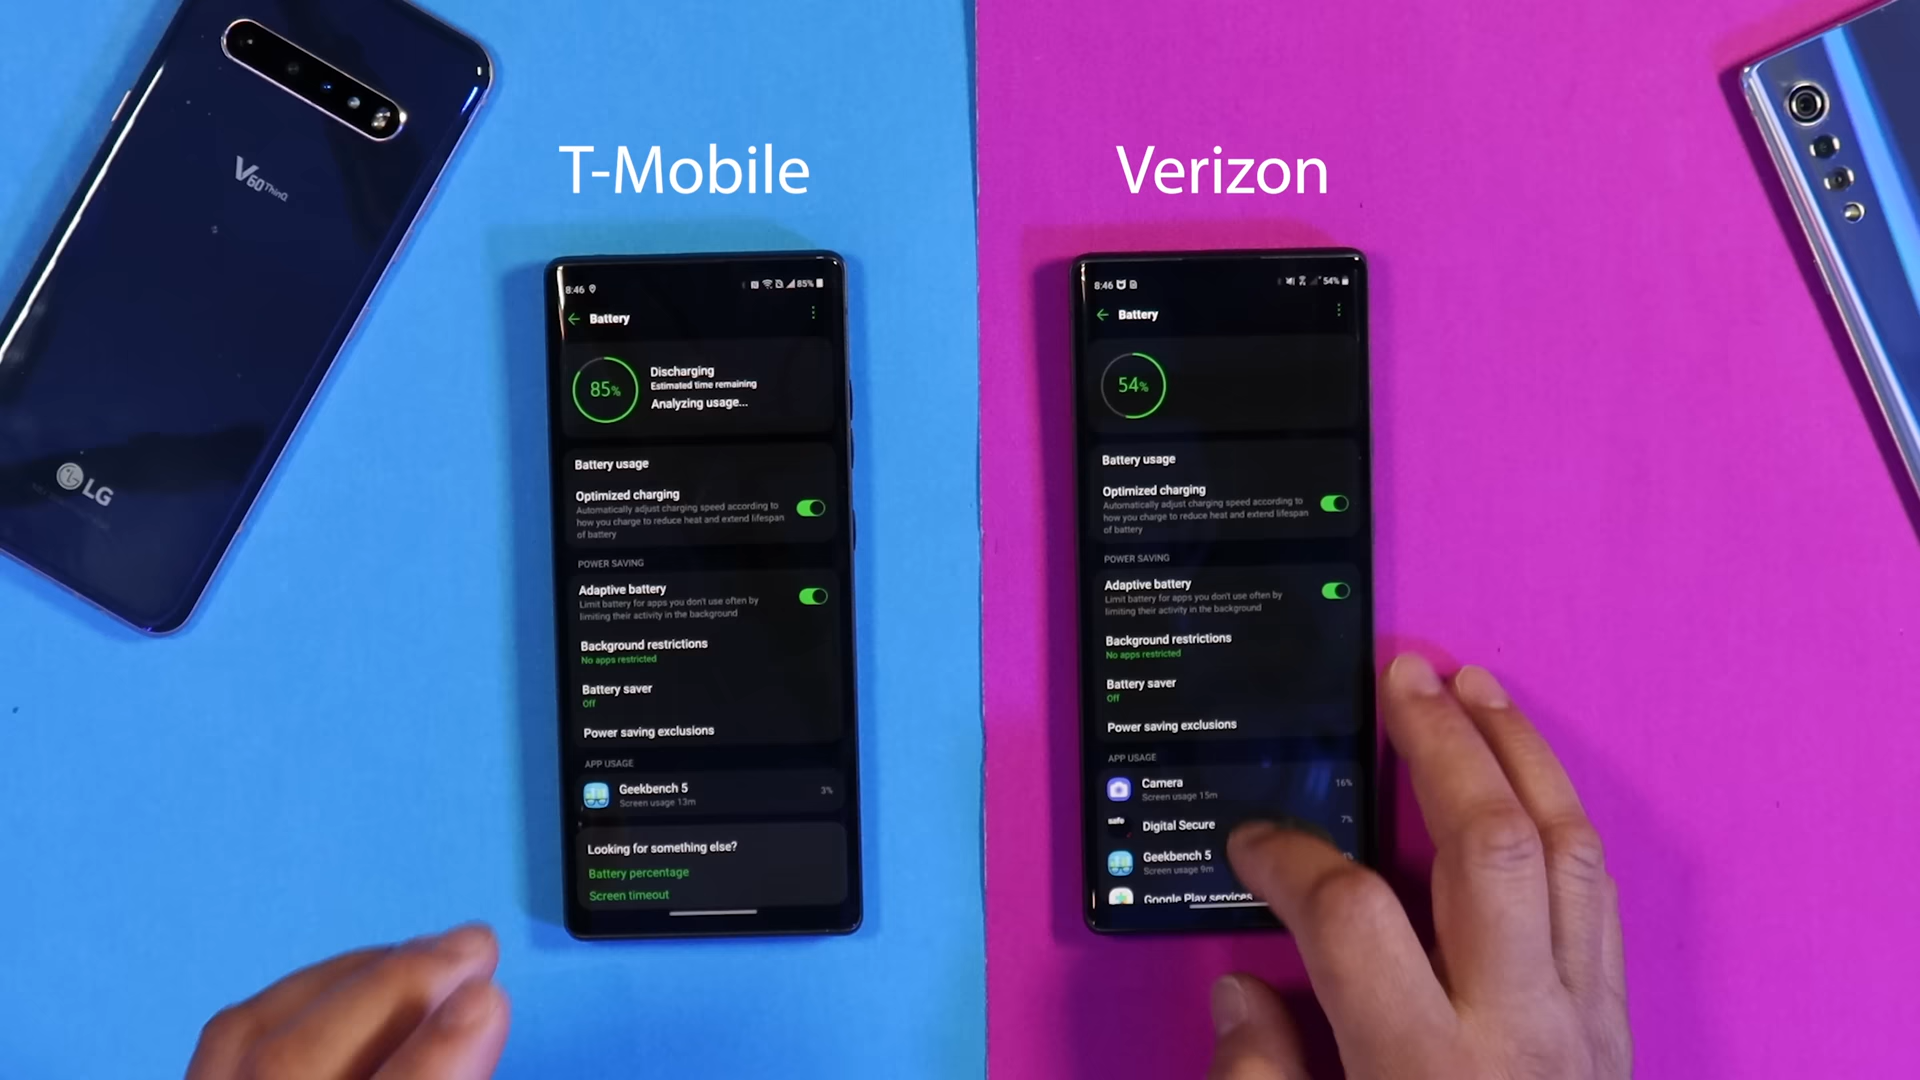 V60 ThinQ
LG
T-Mobile
8:46
85%
Battery
85%
Discharging
Estimated time remaining
Analyzing usage...
Battery usage
Optimized charging
Automatically adjust charging speed according to
how you charge to reduce heat and extend lifespan
of battery
POWER SAVING
Adaptive battery
Limit battery for apps you don't use often by
limiting their activity in the background
Background restrictions
No apps restricted
Battery saver
Off
Power saving exclusions
APP USAGE
Geekbench 5
3%
Screen usage 13m
Looking for something else?
Battery percentage
Screen timeout
Verizon
8:46
54%
Battery
54%
Battery usage
Optimized charging
Automatically adjust charging speed according to
how you charge to reduce heat and extend lifespan
of battery
POWER SAVING
Adaptive battery
Limit battery for apps you don't use often by
limiting their activity in the background
Background restrictions
No apps restricted
Battery saver
Off
Power saving exclusions
APP USAGE
Camera
16%
Screen usage 15m
safe
Digital Secure
7%
Geekbench 5
Screen usage 9m
Google Play services